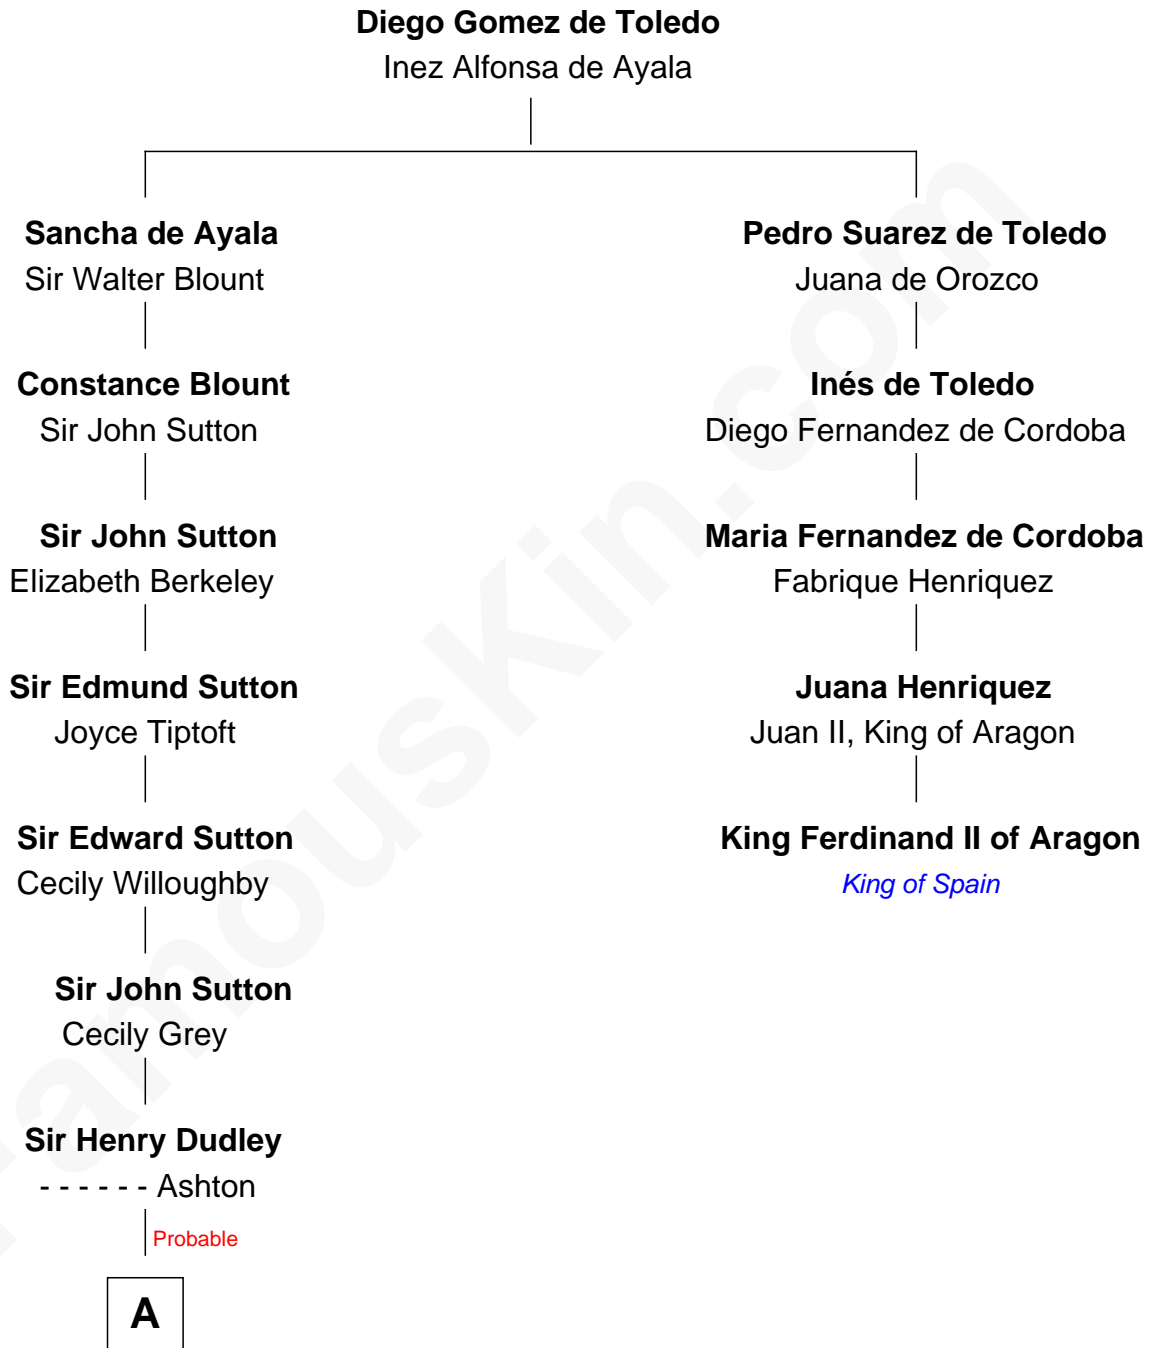 Diego Gomez de Toledo
Inez Alfonsa de Ayala
Sancha de Ayala
Sir Walter Blount
Pedro Suarez de Toledo
Juana de Orozco
Constance Blount
Sir John Sutton
Inés de Toledo
Diego Fernandez de Cordoba
Sir John Sutton
Elizabeth Berkeley
Maria Fernandez de Cordoba
Fabrique Henriquez
Sir Edmund Sutton
Joyce Tiptoft
Juana Henriquez
Juan II, King of Aragon
Sir Edward Sutton
Cecily Willoughby
King Ferdinand II of Aragon
King of Spain
Sir John Sutton
Cecily Grey
Sir Henry Dudley
- - - - - - Ashton
Probable
A
FamousKin.com